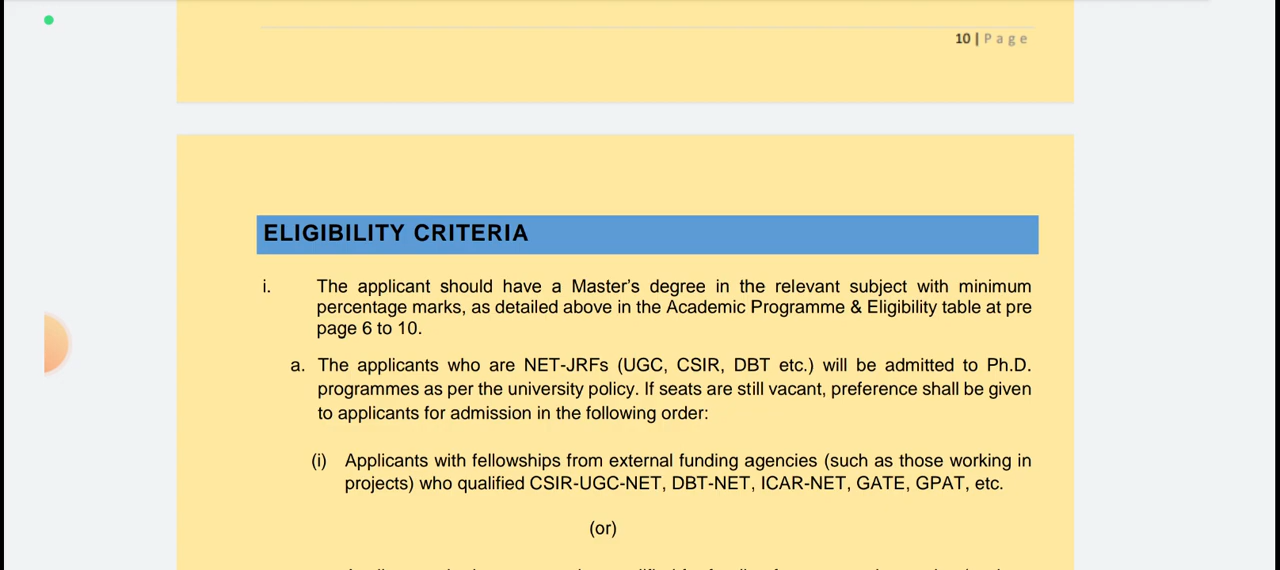 10 | Page
ELIGIBILITY CRITERIA
i. The applicant should have a Master's degree in the relevant subject with minimum
percentage marks, as detailed above in the Academic Programme & Eligibility table at pre
page 6 to 10.
a. The applicants who are NET-JRFs (UGC, CSIR, DBT etc.) will be admitted to Ph.D.
programmes as per the university policy. If seats are still vacant, preference shall be given
to applicants for admission in the following order:
(i) Applicants with fellowships from external funding agencies (such as those working in
projects) who qualified CSIR-UGC-NET, DBT-NET, ICAR-NET, GATE, GPAT, etc.
(or)